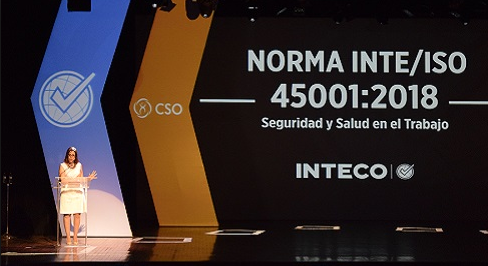 CSO
NORMA INTE/ISO
45001:2018
Seguridad y Salud en el Trabajo
INTECO